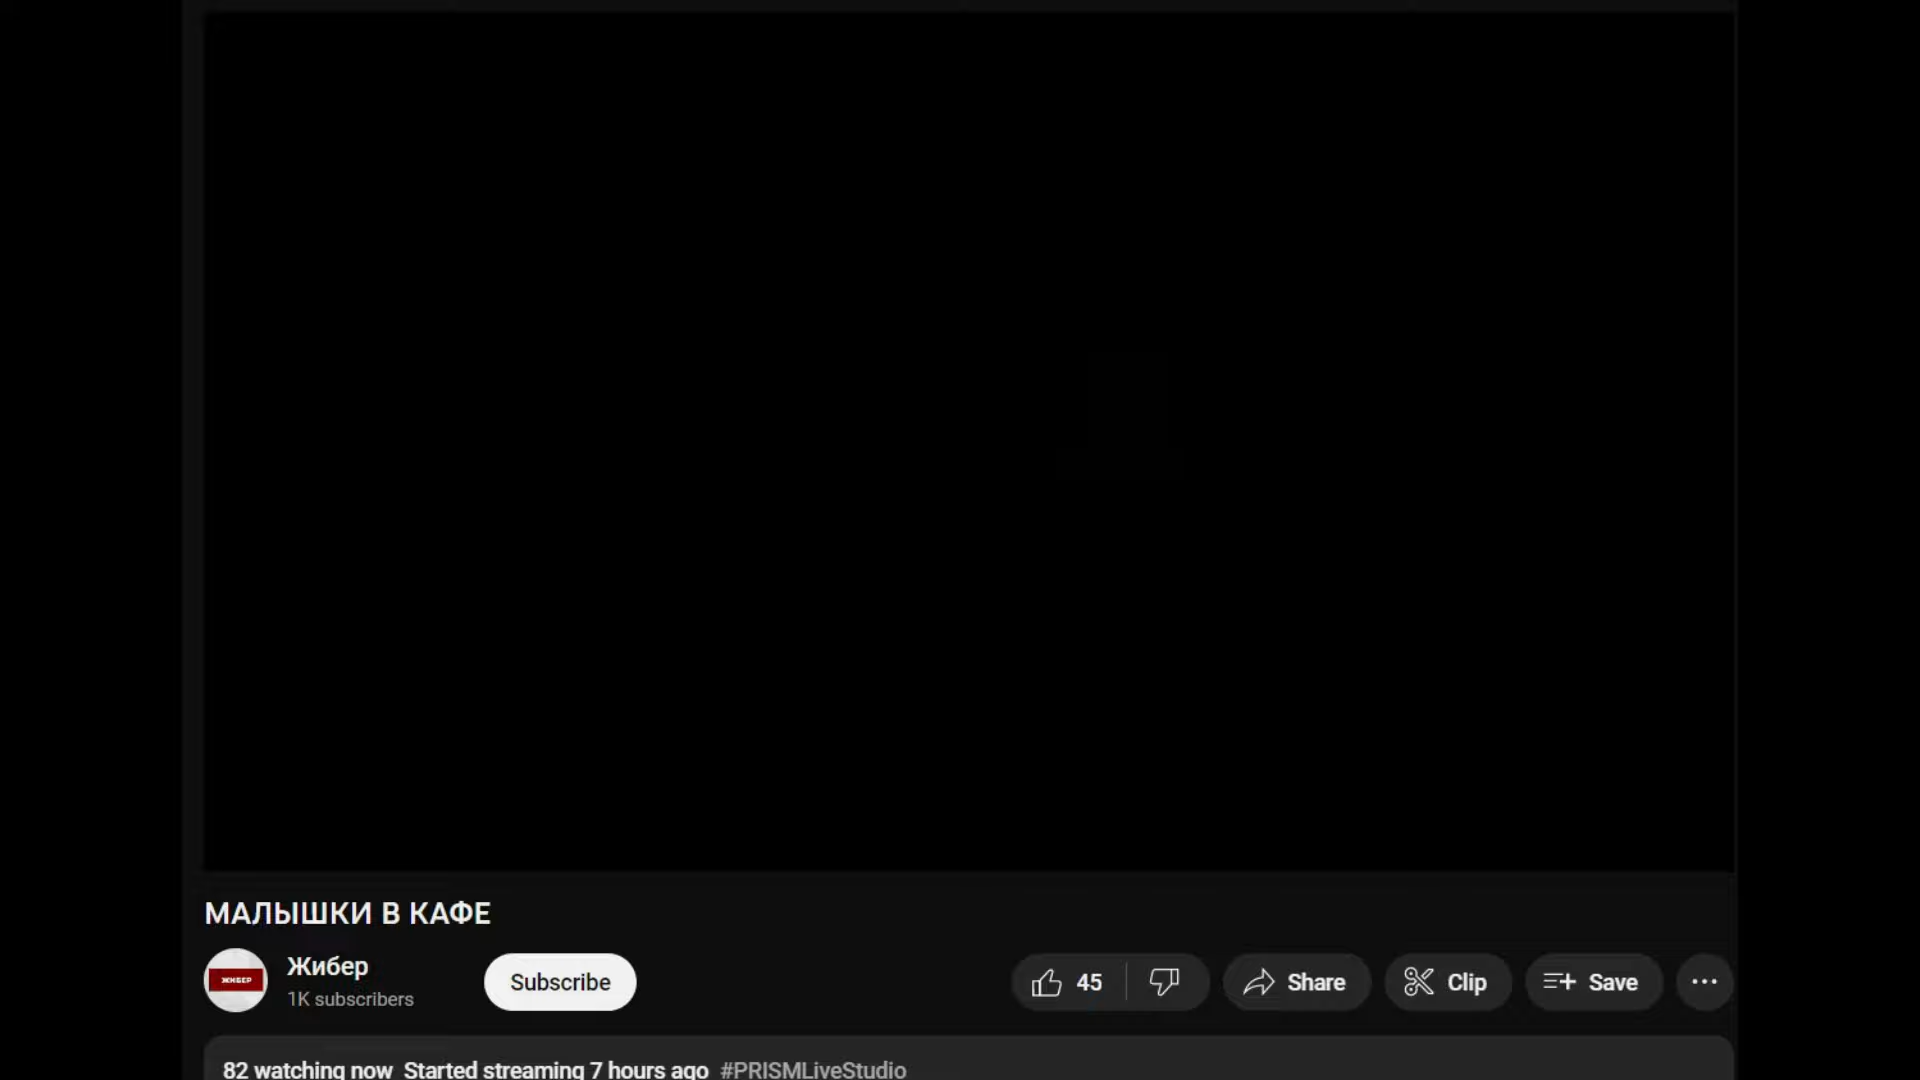 МАЛЫШКИ В КАФЕ
ЖИБЕР
Жибер
1K subscribers
Subscribe
45
Share
Clip
Save
82 watching now Started streaming 7 hours ago #PRISMLiveStudio